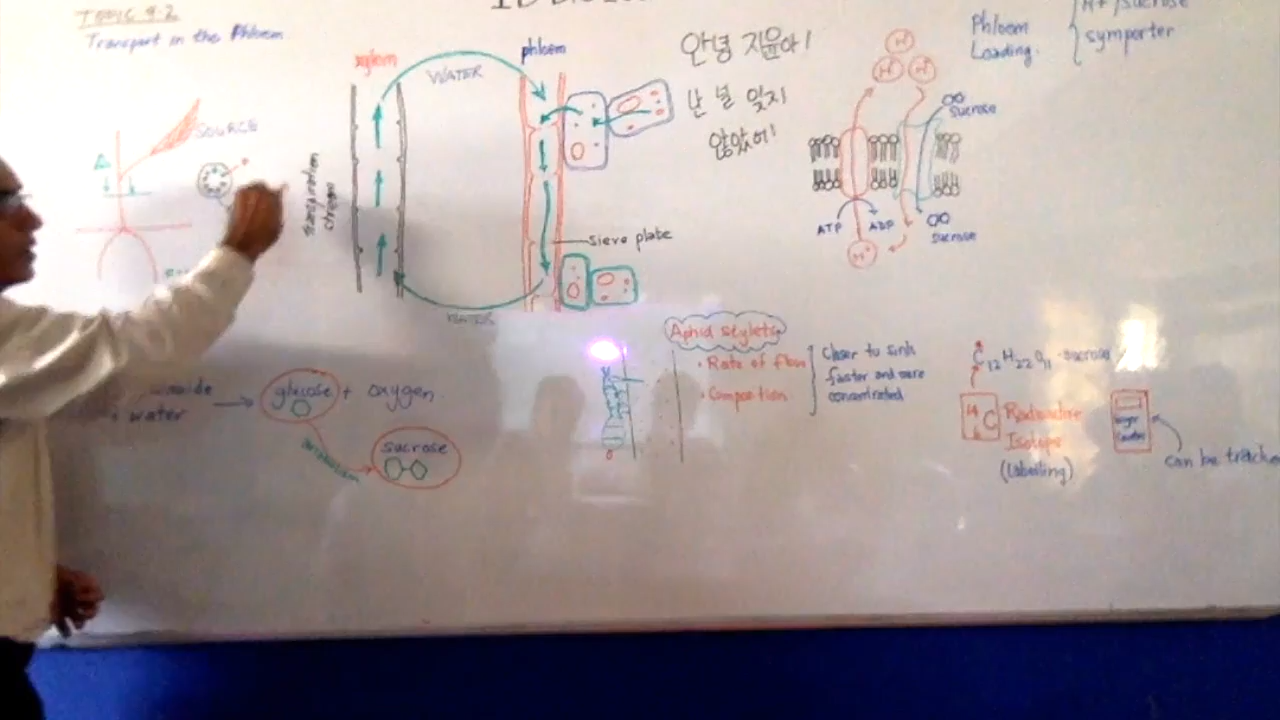 TOPIC 9.2
Transport in the Phloem
SOURCE
xylem
WATER
phloem
Transpiration
stream
sieve plate
WATER
안녕 지윤아!
난 널 잊지
않았어!
Phloem
Loading.
H+/sucrose
symporter
H+
H+
H+
sucrose
ATP
ADP
sucrose
H+
water
glucose + oxygen
sucrose
Aphid stylets
• Rate of flow
•
Closer to sink
faster and more
concentrated
C12H22O11 sucrose
14
6 C
Radioactive
Isotope
(Labelling)
can be tracked